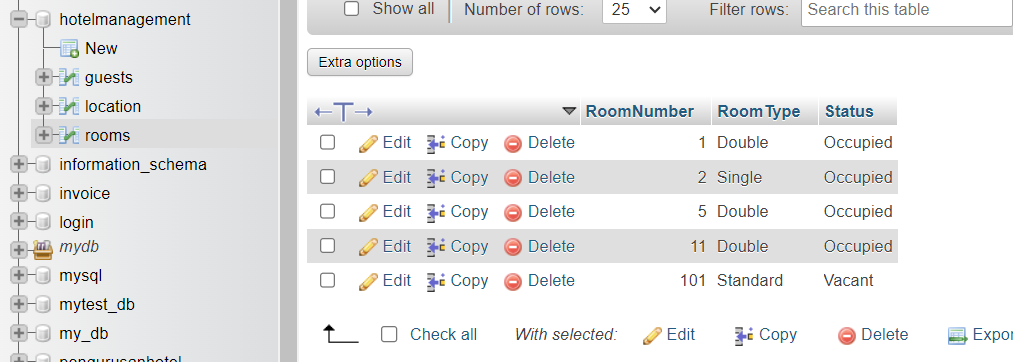 hotelmanagement
New
guests
location
rooms
information_schema
invoice
login
mydb
mysql
mytest_db
my_db
Show all Number of rows: 25 Filter rows: Search this table
Extra options
RoomNumber RoomType Status
Edit Copy Delete 1 Double Occupied
Edit Copy Delete 2 Single Occupied
Edit Copy Delete 5 Double Occupied
Edit Copy Delete 11 Double Occupied
Edit Copy Delete 101 Standard Vacant
Check all With selected: Edit Copy Delete Expor